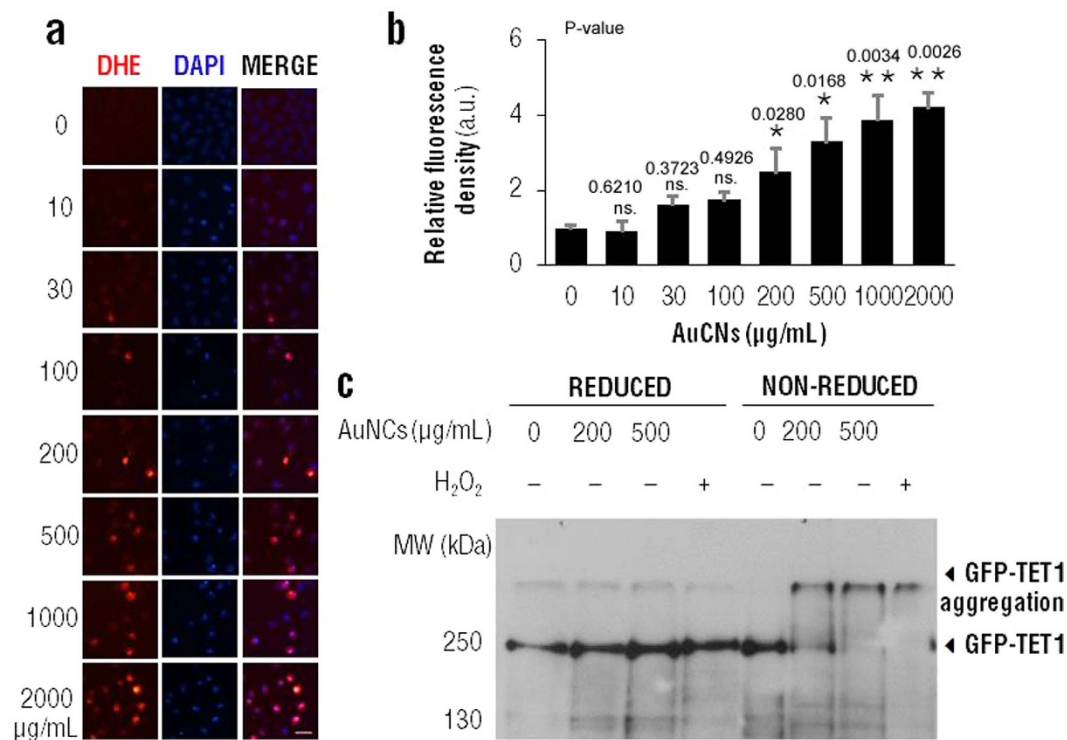 a
DHE DAPI MERGE
0
10
30
100
200
500
1000
2000
µg/mL
b
P-value
Relative fluorescence
density (a.u.)
6
4
2
0
0.6210
ns.
0.3723
ns.
0.4926
ns.
0.0280
*
0.0168
*
0.0034
**
0.0026
**
0 10 30 100 200 500 1000 2000
AuCNs (µg/mL)
c
REDUCED NON-REDUCED
AuNCs (µg/mL) 0 200 500 0 200 500
H₂O₂ – – – + – – – +
MW (kDa)
250
130
◄ GFP-TET1
aggregation
◄ GFP-TET1